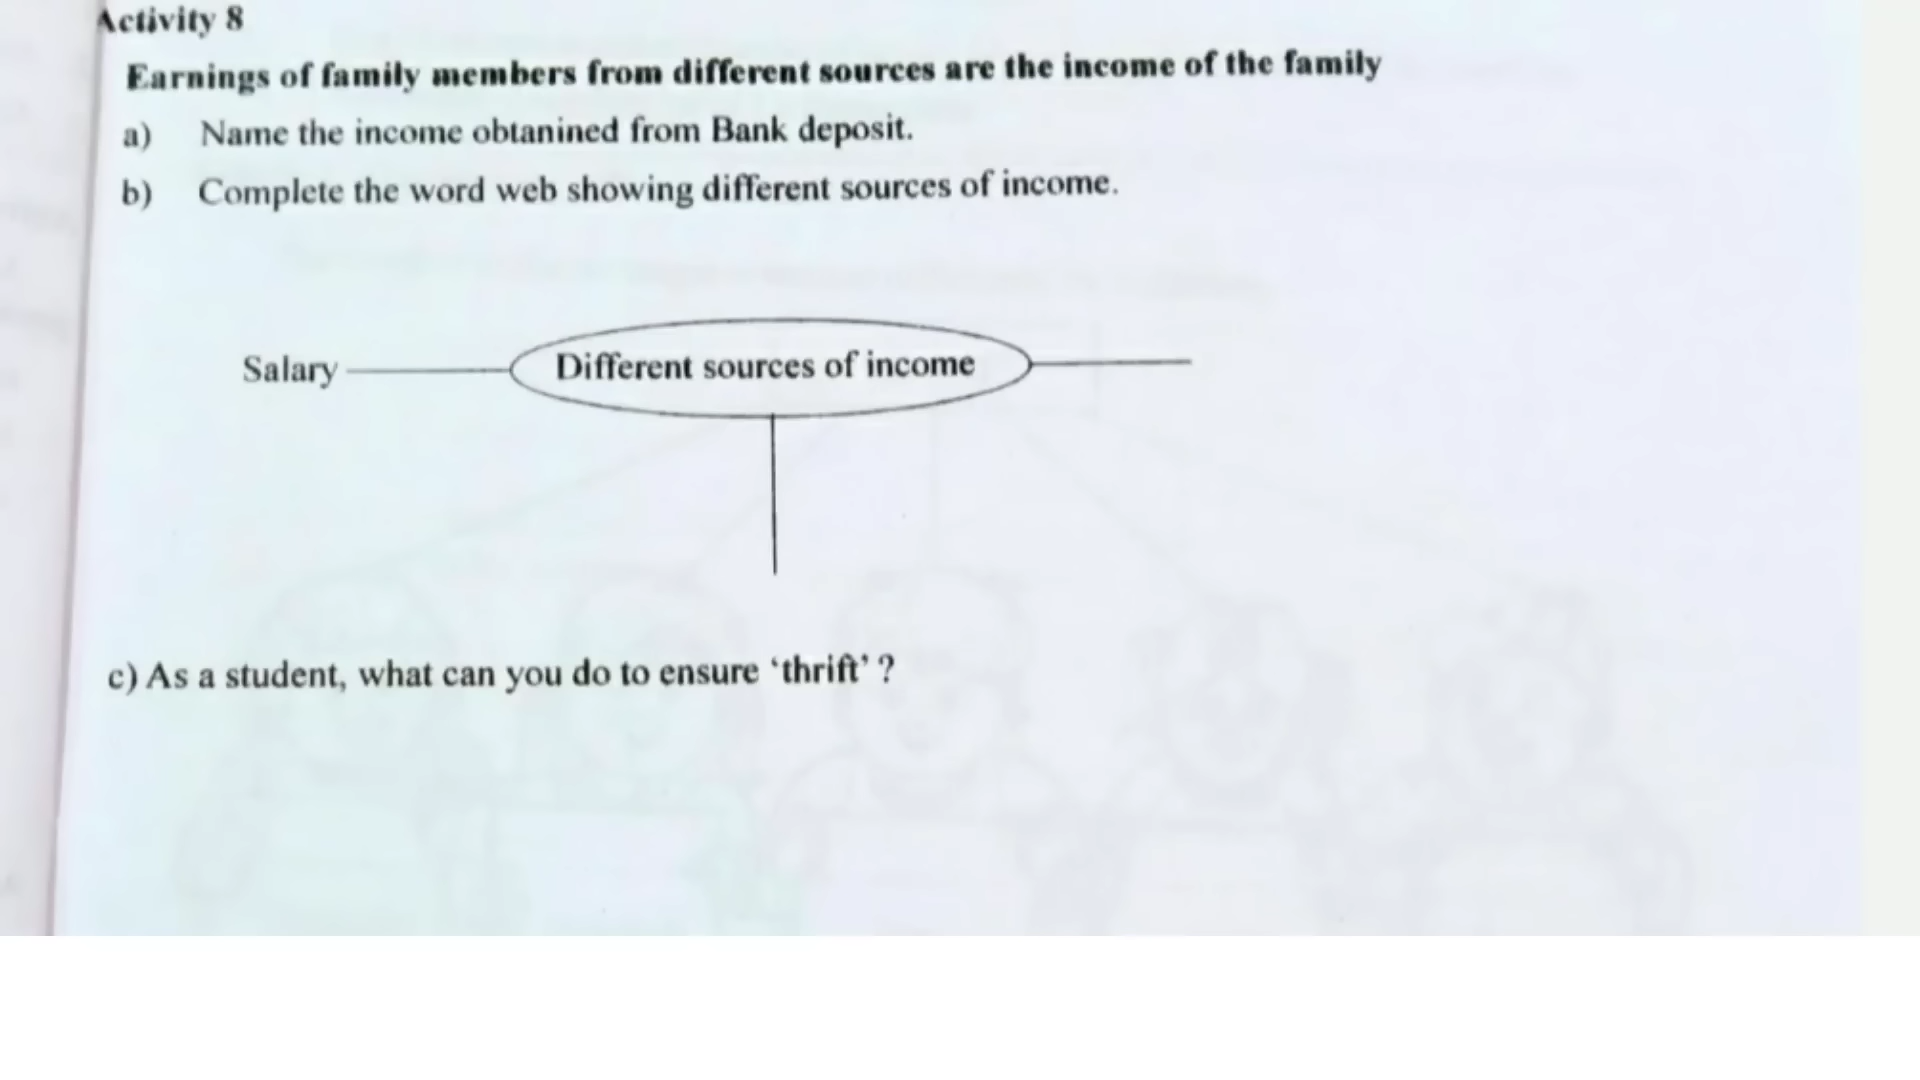 Activity 8
Earnings of family members from different sources are the income of the family
a) Name the income obtanined from Bank deposit.
b) Complete the word web showing different sources of income.
Salary Different sources of income
c) As a student, what can you do to ensure ‘thrift’ ?